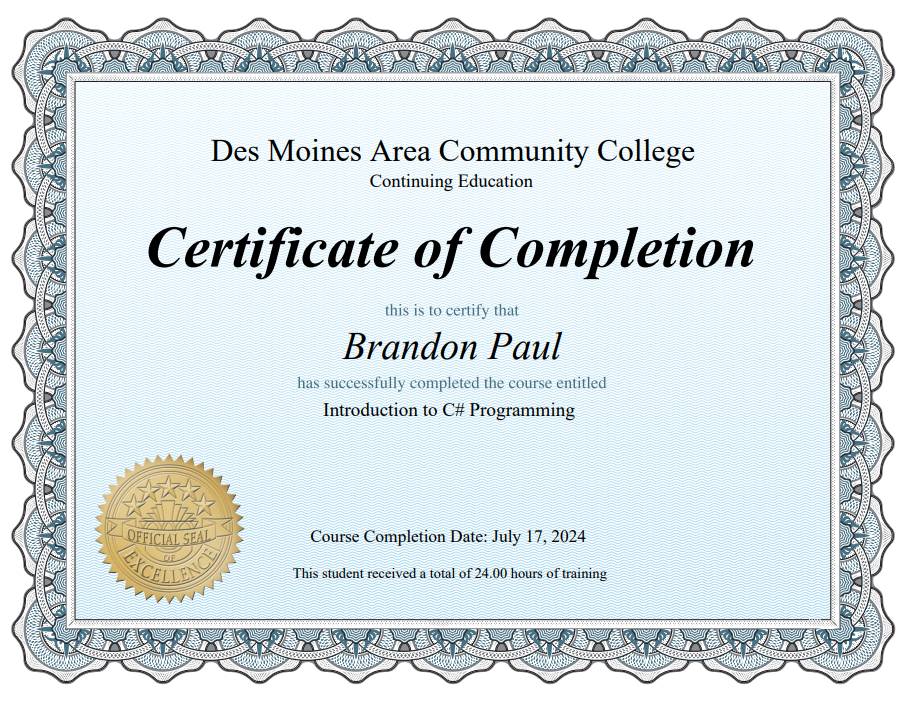 Des Moines Area Community College
Continuing Education
Certificate of Completion
this is to certify that
Brandon Paul
has successfully completed the course entitled
Introduction to C# Programming
OFFICIAL SEAL
OF
EXCELLENCE
Course Completion Date: July 17, 2024
This student received a total of 24.00 hours of training